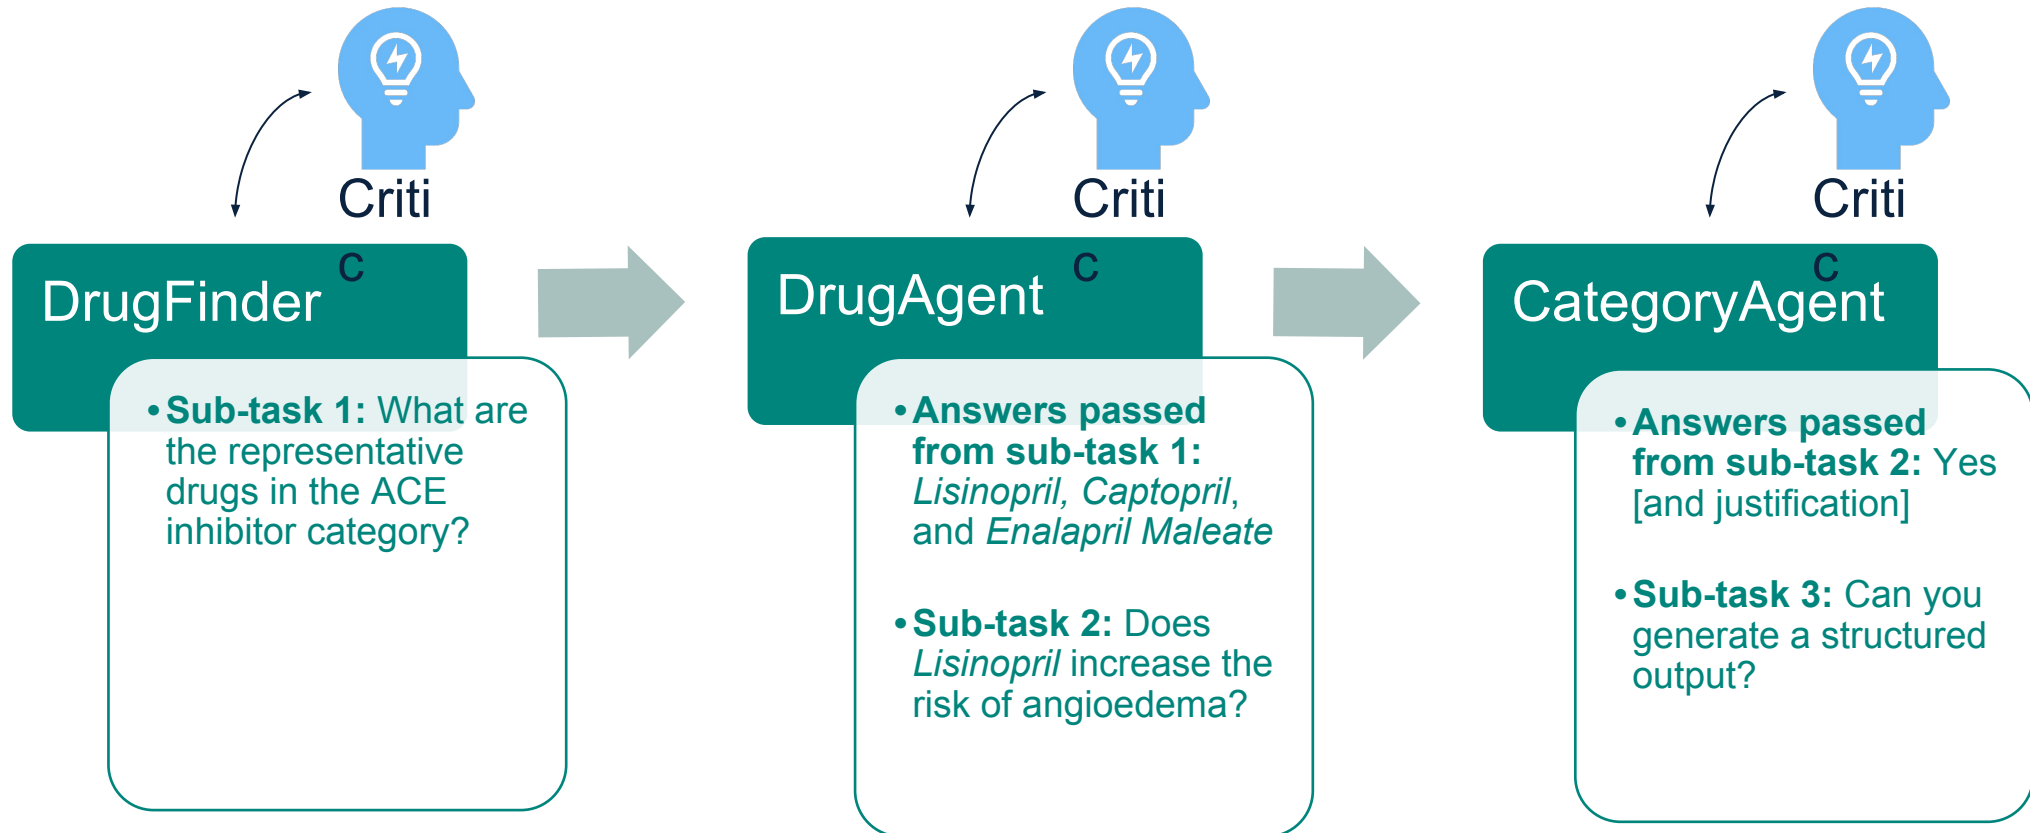 Criti
c
DrugFinder
•Sub-task 1: What are
the representative
drugs in the ACE
inhibitor category?
Criti
c
DrugAgent
•Answers passed
from sub-task 1:
Lisinopril, Captopril,
and Enalapril Maleate
•Sub-task 2: Does
Lisinopril increase the
risk of angioedema?
Criti
c
CategoryAgent
•Answers passed
from sub-task 2: Yes
[and justification]
•Sub-task 3: Can you
generate a structured
output?